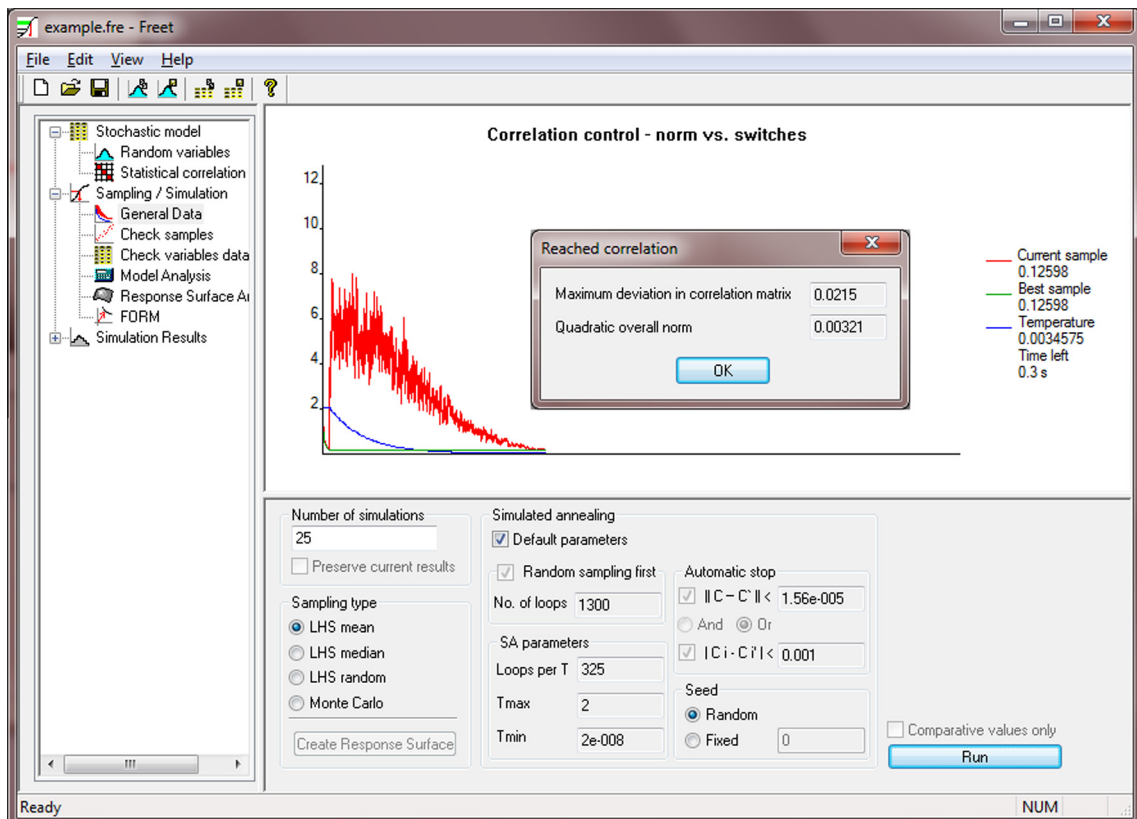 example.fre - Freet
File Edit View Help
Stochastic model
Random variables
Statistical correlation
Sampling / Simulation
General Data
Check samples
Check variables data
Model Analysis
Response Surface A
FORM
Simulation Results
Correlation control - norm vs. switches
12
10
8
6
4
2
Reached correlation
Maximum deviation in correlation matrix 0.0215
Quadratic overall norm 0.00321
OK
Current sample
0.12598
Best sample
0.12598
Temperature
0.0034575
Time left
0.3 s
Number of simulations
25
Preserve current results
Sampling type
LHS mean
LHS median
LHS random
Monte Carlo
Create Response Surface
Simulated annealing
Default parameters
Random sampling first
No. of loops 1300
SA parameters
Loops per T 325
Tmax 2
Tmin 2e-008
Automatic stop
||C - C`|| < 1.56e-005
And Or
|Ci - Ci'| < 0.001
Seed
Random
Fixed 0
Comparative values only
Run
Ready NUM